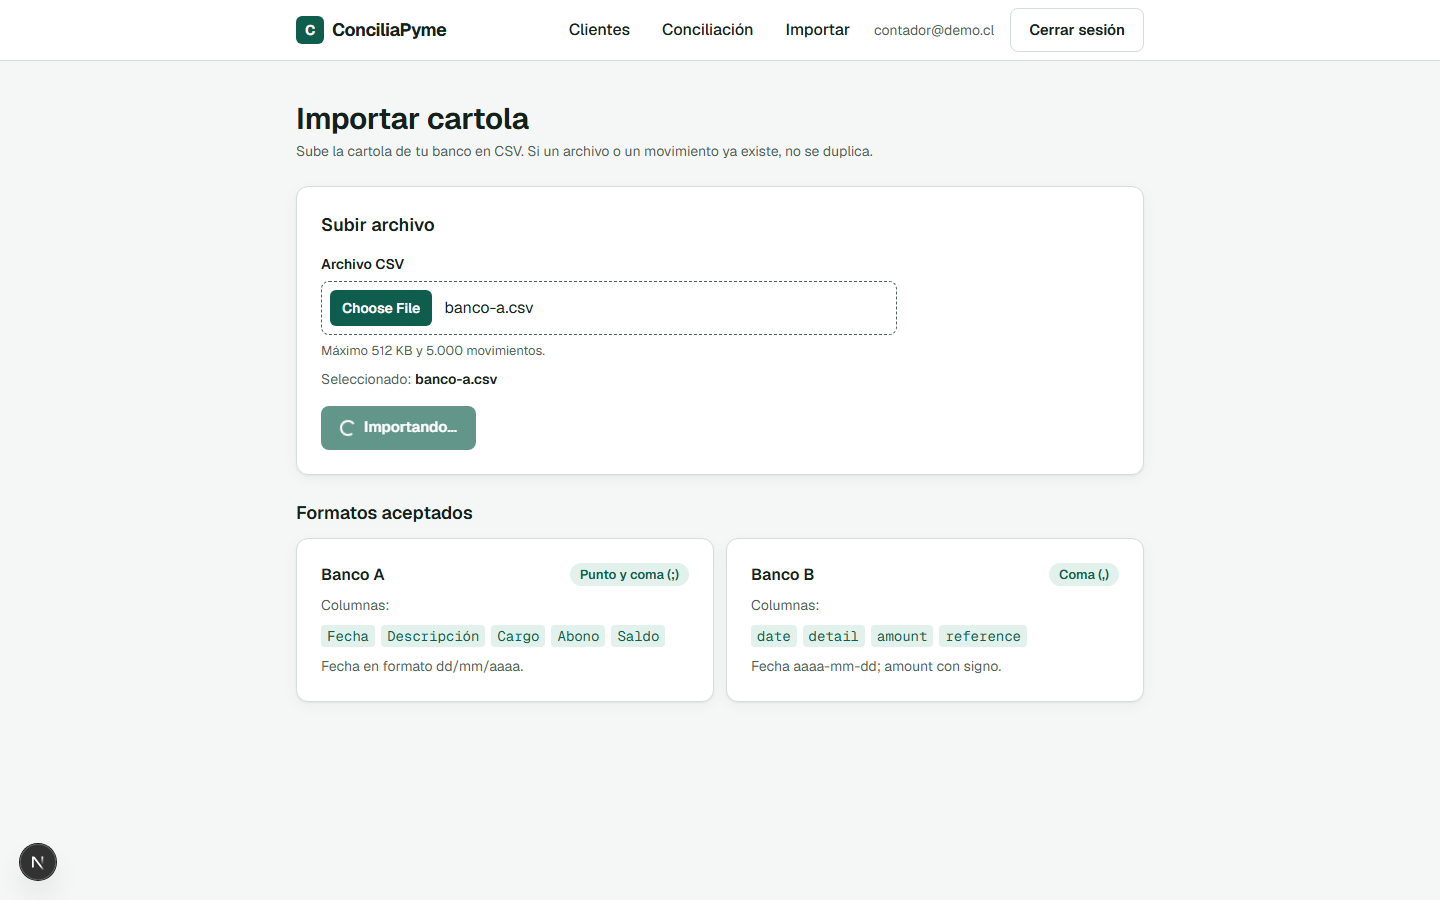 C ConciliaPyme Clientes Conciliación Importar contador@demo.cl Cerrar sesión
Importar cartola
Sube la cartola de tu banco en CSV. Si un archivo o un movimiento ya existe, no se duplica.
Subir archivo
Archivo CSV
Choose File banco-a.csv
Máximo 512 KB y 5.000 movimientos.
Seleccionado: banco-a.csv
Importando...
Formatos aceptados
Banco A Punto y coma (;)
Columnas:
Fecha Descripción Cargo Abono Saldo
Fecha en formato dd/mm/aaaa.
Banco B Coma (,)
Columnas:
date detail amount reference
Fecha aaaa-mm-dd; amount con signo.
N